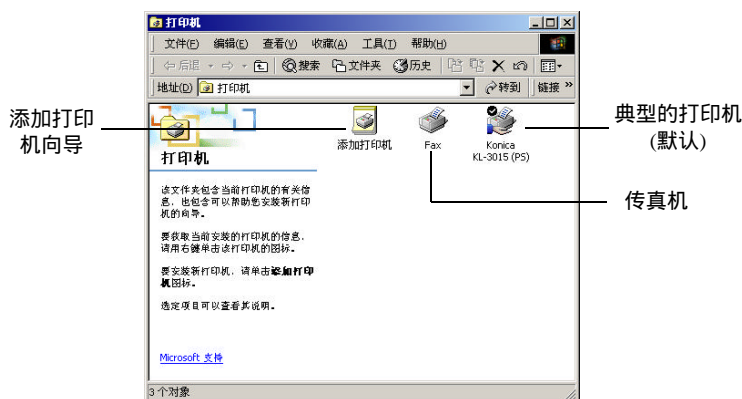 打印机
文件(F) 编辑(E) 查看(V) 收藏(A) 工具(T) 帮助(H)
后退 搜索 文件夹 历史
地址(D) 打印机 转到 链接 »
添加打印
机向导
打印机
添加打印机
Fax
Konica
KL-3015 (PS)
典型的打印机
(默认)
传真机
该文件夹包含当前打印机的有关信
息，也包含可以帮助您安装新打印
机的向导。
要获取当前安装的打印机的信息，
请用右键单击该打印机的图标。
要安装新打印机，请单击添加打印
机图标。
选定项目可以查看其说明。
Microsoft 支持
3 个对象